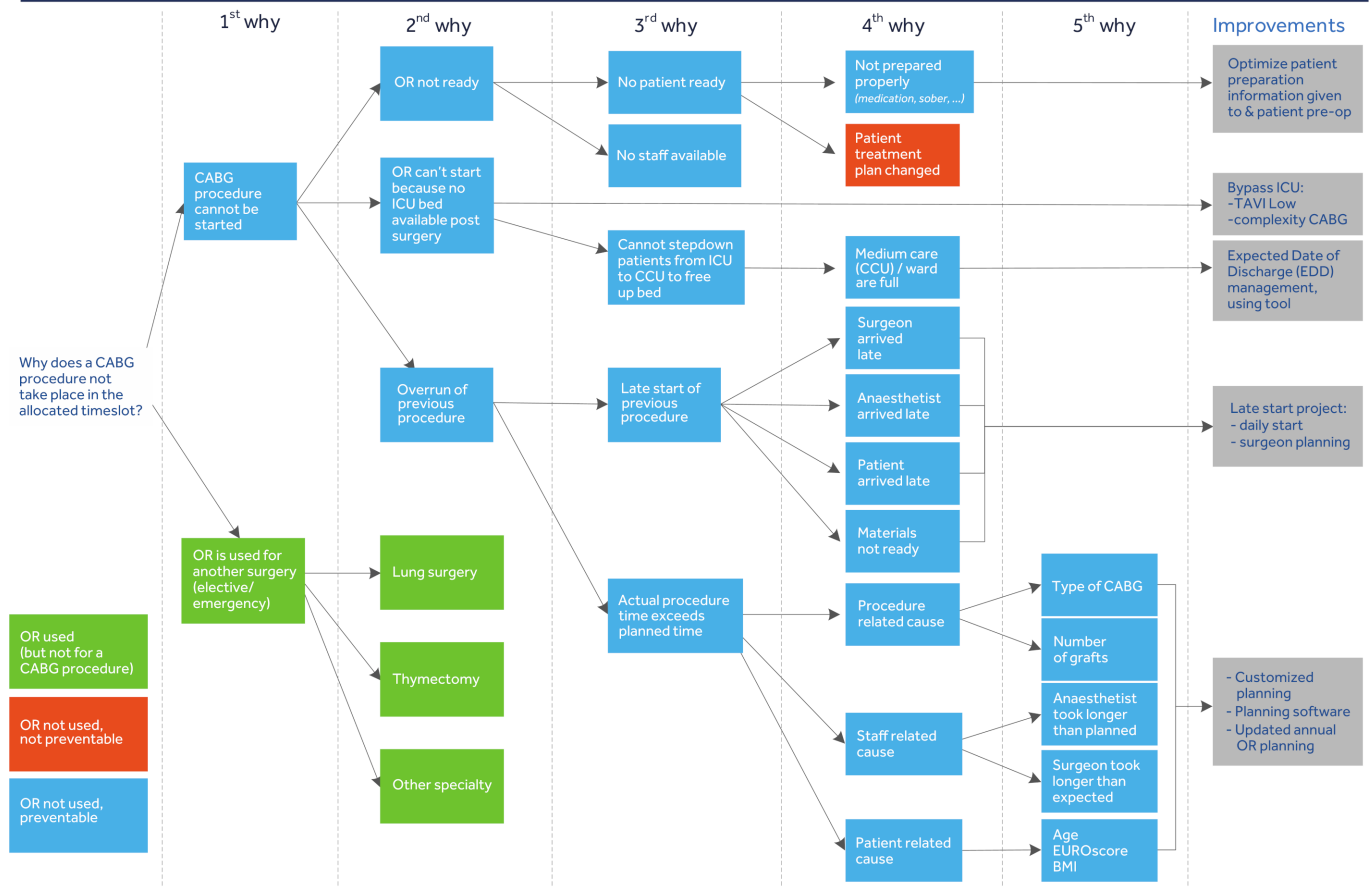 1st why
2nd why
3rd why
4th why
5th why
Improvements
Why does a CABG
procedure not
take place in the
allocated timeslot?
OR used
(but not for a
CABG procedure)
OR not used,
not preventable
OR not used,
preventable
CABG
procedure
cannot be
started
OR is used for
another surgery
(elective/
emergency)
OR not ready
OR can't start
because no
ICU bed
available post
surgery
Overrun of
previous
procedure
Lung surgery
Thymectomy
Other specialty
No patient ready
No staff available
Cannot stepdown
patients from ICU
to CCU to free
up bed
Late start of
previous
procedure
Actual procedure
time exceeds
planned time
Not prepared
properly
(medication, sober, ...)
Patient
treatment
plan changed
Medium care
(CCU) / ward
are full
Surgeon
arrived
late
Anaesthetist
arrived late
Patient
arrived late
Materials
not ready
Procedure
related cause
Staff related
cause
Patient related
cause
Type of CABG
Number
of grafts
Anaesthetist
took longer
than planned
Surgeon took
longer than
expected
Age
EUROscore
BMI
Optimize patient
preparation
information given
to & patient pre-op
Bypass ICU:
-TAVI Low
-complexity CABG
Expected Date of
Discharge (EDD)
management,
using tool
Late start project:
- daily start
- surgeon planning
- Customized
planning
- Planning software
- Updated annual
OR planning